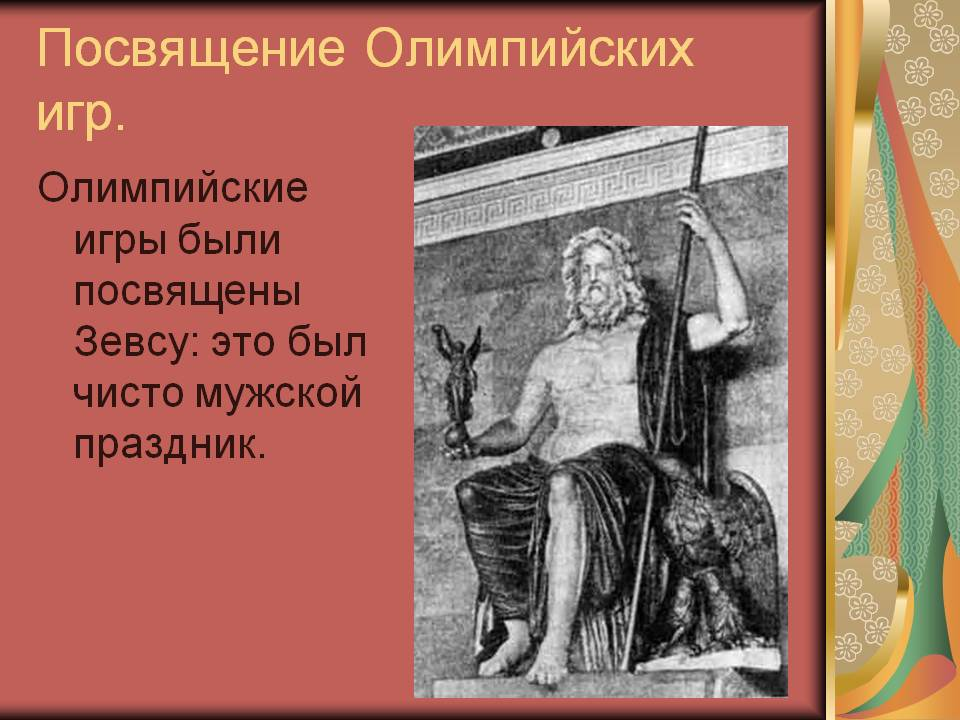 Посвящение Олимпийских
игр.
Олимпийские
игры были
посвящены
Зевсу: это был
чисто мужской
праздник.